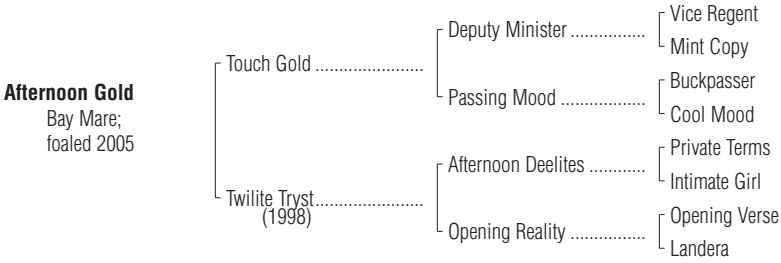 Afternoon Gold
Bay Mare;
foaled 2005
Touch Gold .......................
Twilite Tryst.......................
(1998)
Deputy Minister ................
Passing Mood ..................
Afternoon Deelites ............
Opening Reality ................
Vice Regent
Mint Copy
Buckpasser
Cool Mood
Private Terms
Intimate Girl
Opening Verse
Landera